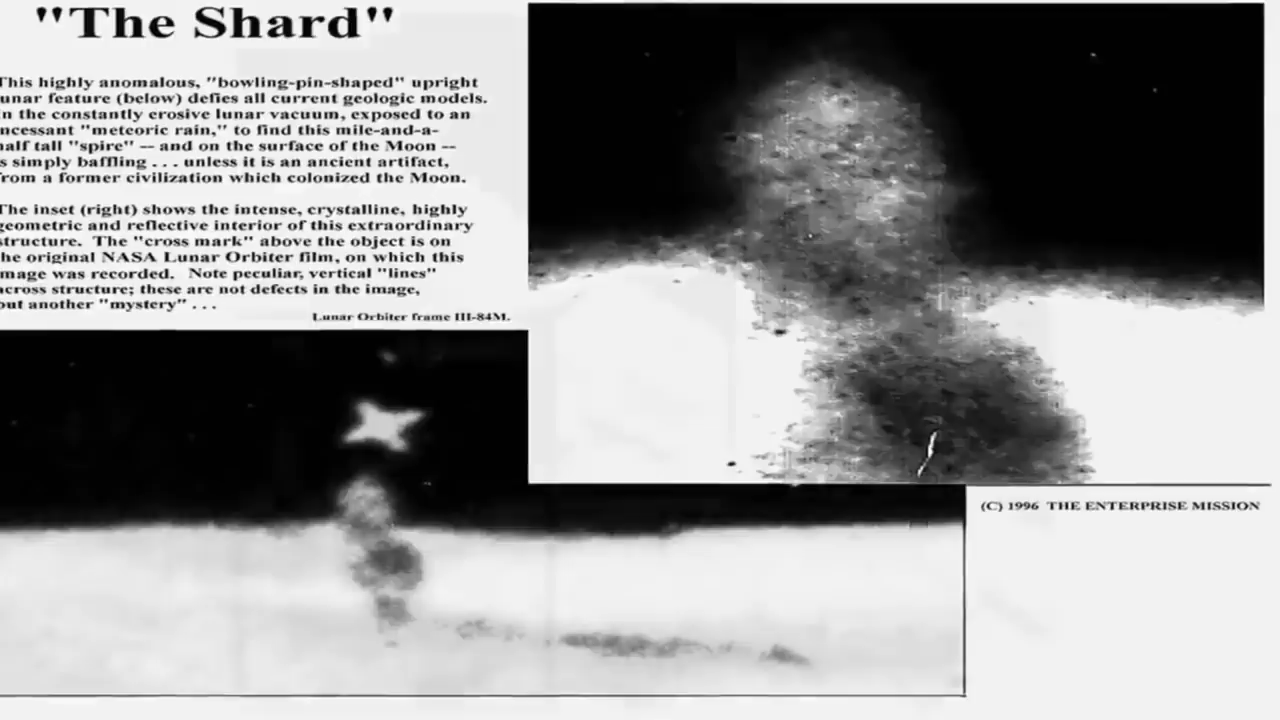 "The Shard"
This highly anomalous, "bowling-pin-shaped" upright
unar feature (below) defies all current geologic models.
n the constantly erosive lunar vacuum, exposed to an
ncessant "meteoric rain," to find this mile-and-a-
half tall "spire" -- and on the surface of the Moon --
s simply baffling . . . unless it is an ancient artifact,
from a former civilization which colonized the Moon.
The inset (right) shows the intense, crystalline, highly
geometric and reflective interior of this extraordinary
structure. The "cross mark" above the object is on
the original NASA Lunar Orbiter film, on which this
mage was recorded. Note peculiar, vertical "lines"
across structure; these are not defects in the image,
but another "mystery" . . .
Lunar Orbiter frame III-84M.
(C) 1996 THE ENTERPRISE MISSION